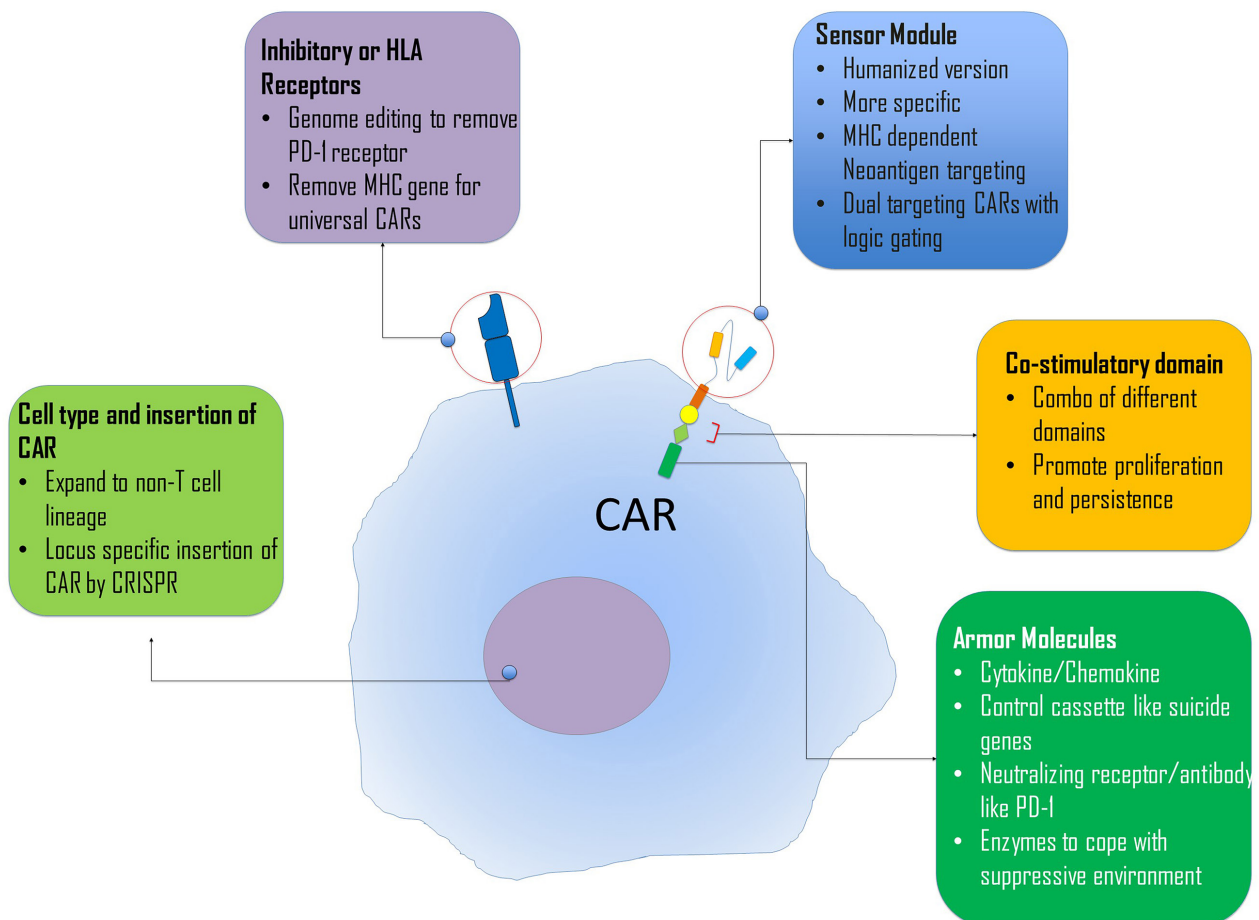 Inhibitory or HLA
Receptors
• Genome editing to remove
PD-1 receptor
• Remove MHC gene for
universal CARs
Sensor Module
• Humanized version
• More specific
• MHC dependent
Neoantigen targeting
• Dual targeting CARs with
logic gating
Co-stimulatory domain
• Combo of different
domains
• Promote proliferation
and persistence
Cell type and insertion of
CAR
• Expand to non-T cell
lineage
• Locus specific insertion of
CAR by CRISPR
CAR
Armor Molecules
• Cytokine/Chemokine
• Control cassette like suicide
genes
• Neutralizing receptor/antibody
like PD-1
• Enzymes to cope with
suppressive environment